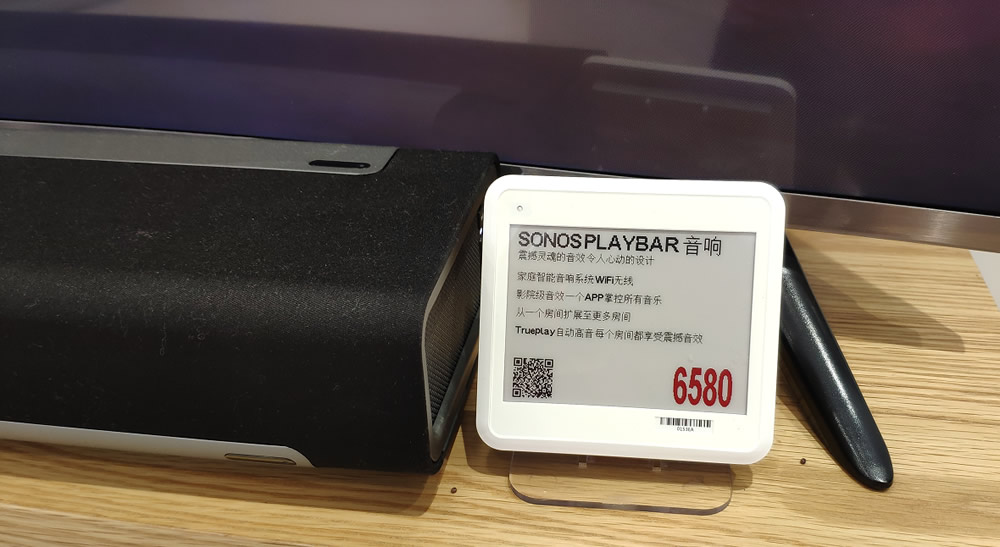 SONOS PLAYBAR 音响
震撼灵魂的音效令人心动的设计
家庭智能音响系统WiFi无线
影院级音效一个APP掌控所有音乐
从一个房间扩展至更多房间
Trueplay自动高音每个房间都享受震撼音效
6580